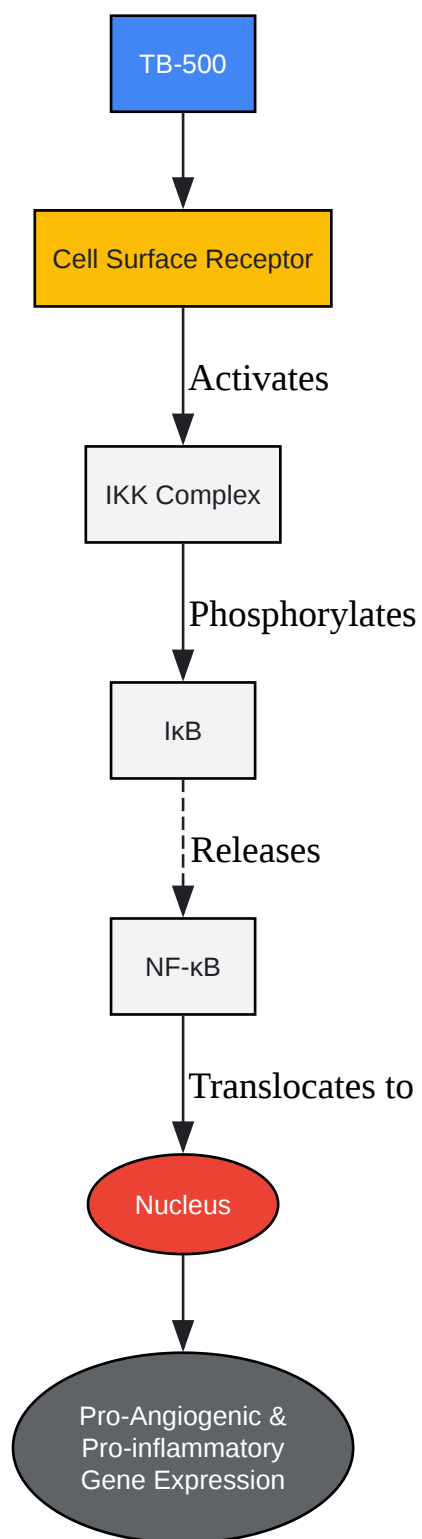 TB-500
Cell Surface Receptor
Activates
IKK Complex
Phosphorylates
IκB
Releases
NF-κB
Translocates to
Nucleus
Pro-Angiogenic &
Pro-inflammatory
Gene Expression